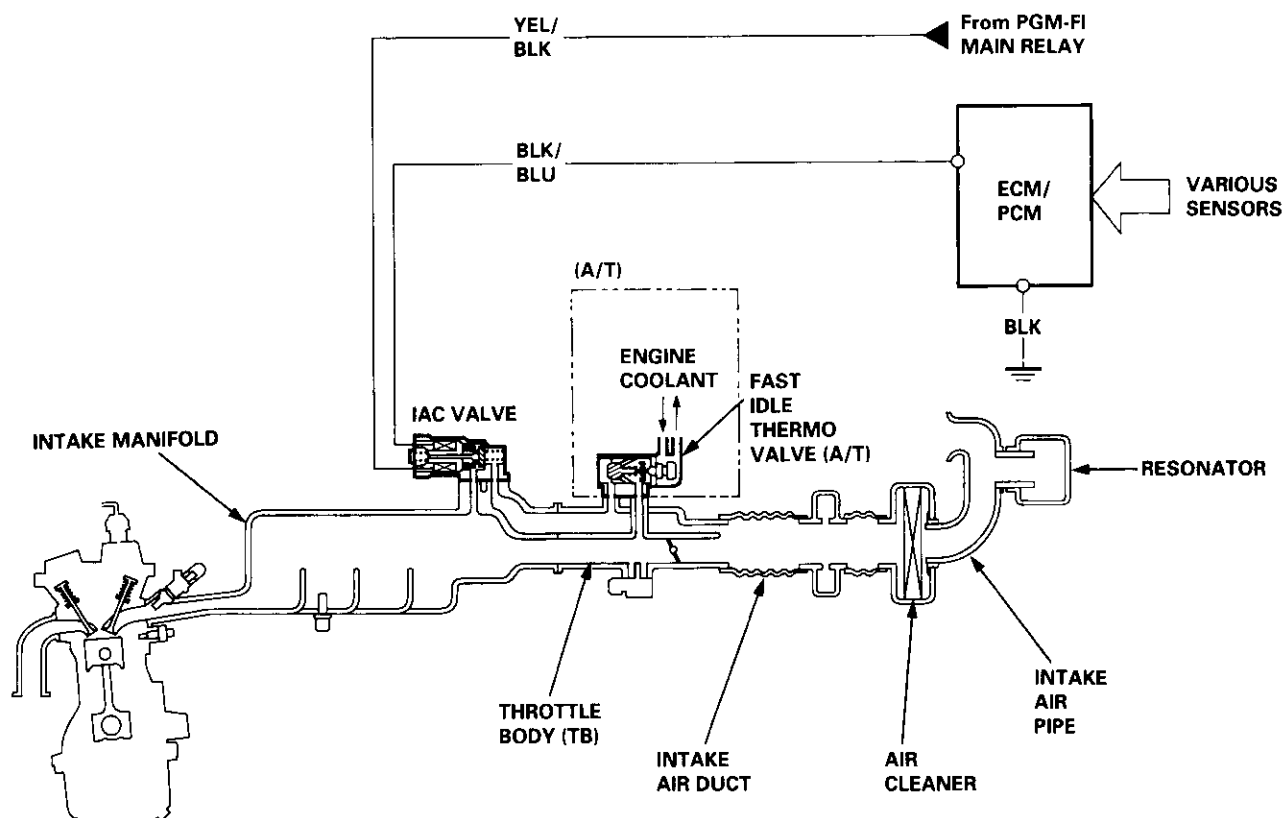 YEL/
BLK
From PGM-FI
MAIN RELAY
BLK/
BLU
ECM/
PCM
VARIOUS
SENSORS
(A/T)
BLK
ENGINE
COOLANT
FAST
IDLE
THERMO
VALVE (A/T)
IAC VALVE
INTAKE MANIFOLD
RESONATOR
THROTTLE
BODY (TB)
INTAKE
AIR DUCT
AIR
CLEANER
INTAKE
AIR
PIPE